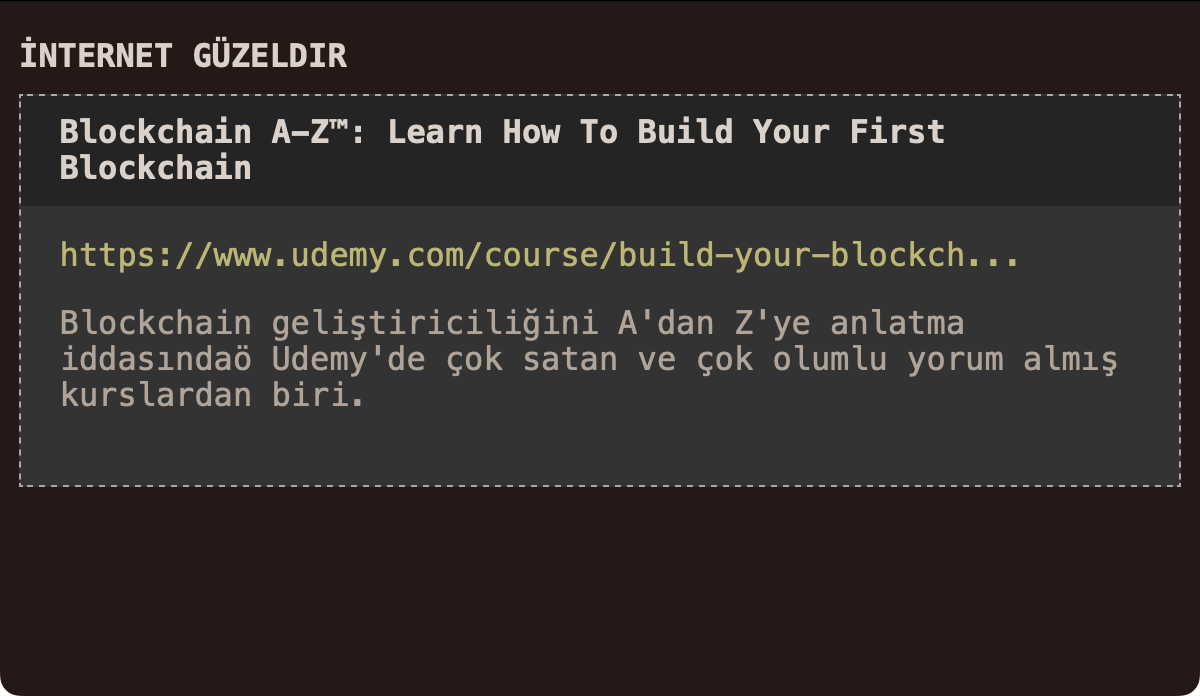 İNTERNET GÜZELDIR
Blockchain A–Z™: Learn How To Build Your First
Blockchain
https://www.udemy.com/course/build-your-blockch...
Blockchain geliştiriciliğini A'dan Z'ye anlatma
iddasındaö Udemy'de çok satan ve çok olumlu yorum almış
kurslardan biri.